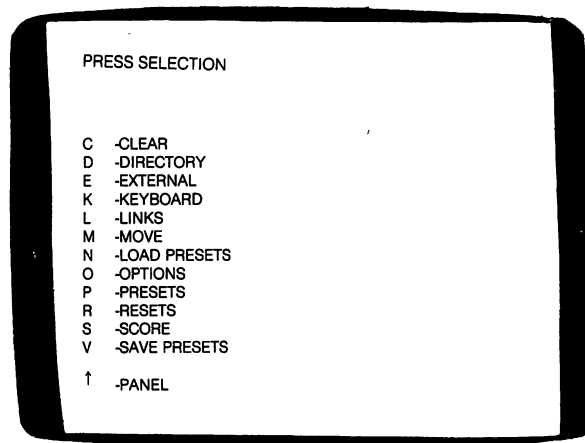 PRESS SELECTION
C -CLEAR
D -DIRECTORY
E -EXTERNAL
K -KEYBOARD
L -LINKS
M -MOVE
N -LOAD PRESETS
O -OPTIONS
P -PRESETS
R -RESETS
S -SCORE
V -SAVE PRESETS
↑ -PANEL